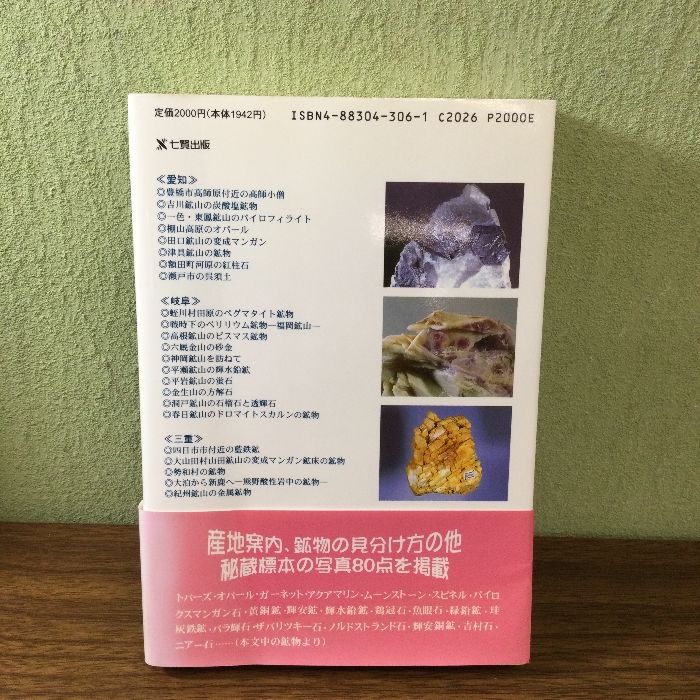 定価2000円(本体1942円)
ISBN4-88304-306-1 C2026 P2000E
七賢出版
≪愛知≫
◎豊橋市高師原付近の高師小僧
◎吉川鉱山の炭酸塩鉱物
◎一色・東鳳鉱山のパイロフィライト
◎棚山高原のオパール
◎田口鉱山の変成マンガン
◎津具鉱山の鉱物
◎額田町河原の紅柱石
◎瀬戸市の呉須土
≪岐阜≫
◎蛭川村田原のペグマタイト鉱物
◎戦時下のベリリウム鉱物―福岡鉱山―
◎高根鉱山のビスマス鉱物
◎六厩金山の砂金
◎神岡鉱山を訪ねて
◎平瀬鉱山の輝水鉛鉱
◎平岩鉱山の蛍石
◎金生山の方解石
◎洞戸鉱山の石榴石と透輝石
◎春日鉱山のドロマイトスカルンの鉱物
≪三重≫
◎四日市市付近の藍鉄鉱
◎大山田村山田鉱山の変成マンガン鉱床の鉱物
◎勢和村の鉱物
◎大泊から新鹿へ―熊野酸性岩中の鉱物―
◎紀州鉱山の金属鉱物
産地案内、鉱物の見分け方の他
秘蔵標本の写真80点を掲載
トパーズ・オパール・ガーネット・アクアマリン・ムーンストーン・スピネル・パイロ
クスマンガン石・黄銅鉱・輝安鉱・輝水鉛鉱・鶏冠石・魚眼石・緑鉛鉱・珪
灰鉄鉱・バラ輝石・ザバリツキー石・ノルドストランド石・輝安銅鉱・吉村石・
ニアー石……(本文中の鉱物より)